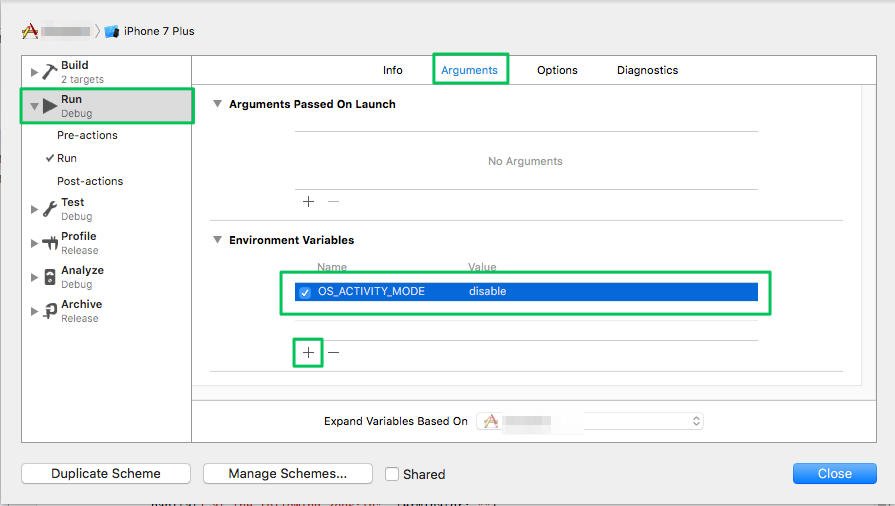 iPhone 7 Plus
Build
2 targets
Run
Debug
Pre-actions
Run
Post-actions
Test
Debug
Profile
Release
Analyze
Debug
Archive
Release
Info Arguments Options Diagnostics
Arguments Passed On Launch
No Arguments
Environment Variables
Name Value
OS_ACTIVITY_MODE disable
Expand Variables Based On
Duplicate Scheme Manage Schemes... Shared Close